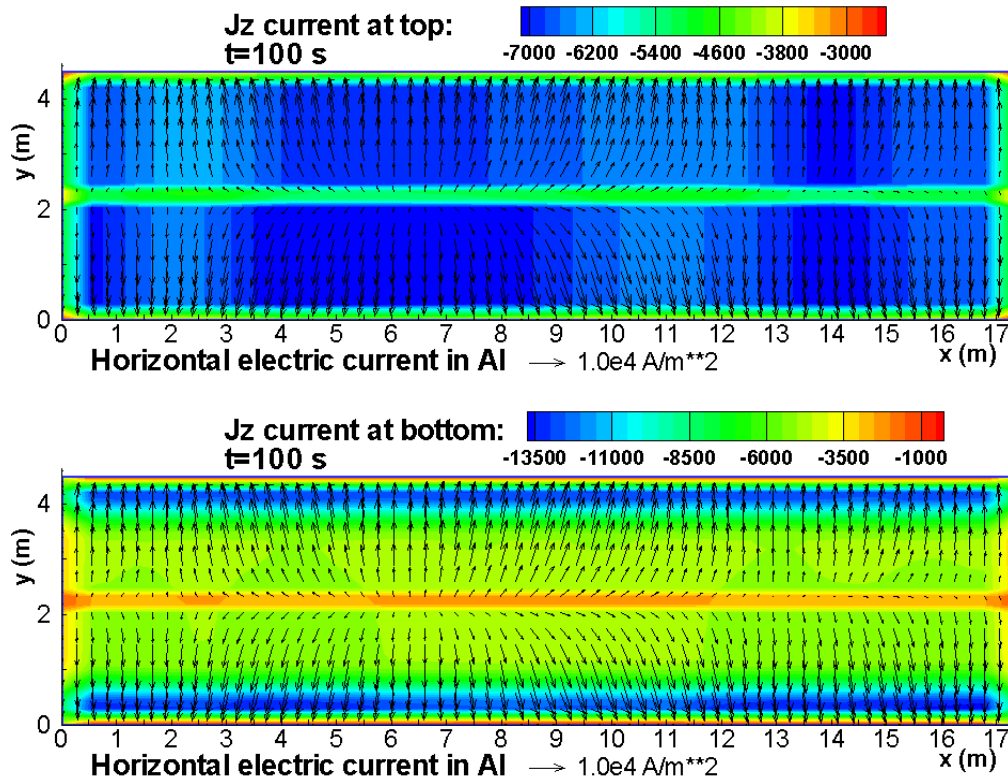 Jz current at top:
t=100 s
-7000 -6200 -5400 -4600 -3800 -3000
y (m)
4
2
0
0 1 2 3 4 5 6 7 8 9 10 11 12 13 14 15 16 17
Horizontal electric current in Al 1.0e4 A/m**2 x (m)
Jz current at bottom:
t=100 s
-13500 -11000 -8500 -6000 -3500 -1000
y (m)
4
2
0
0 1 2 3 4 5 6 7 8 9 10 11 12 13 14 15 16 17
Horizontal electric current in Al 1.0e4 A/m**2 x (m)